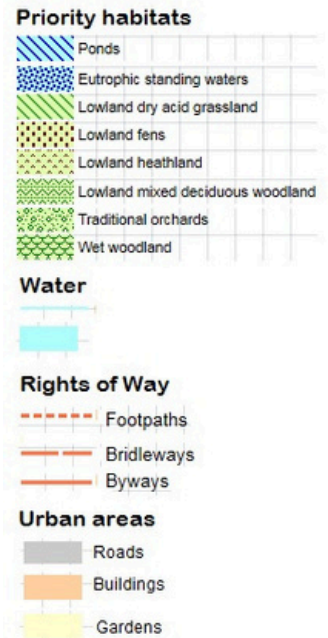 Priority habitats
Ponds
Eutrophic standing waters
Lowland dry acid grassland
Lowland fens
Lowland heathland
Lowland mixed deciduous woodland
Traditional orchards
Wet woodland
Water
Rights of Way
Footpaths
Bridleways
Byways
Urban areas
Roads
Buildings
Gardens